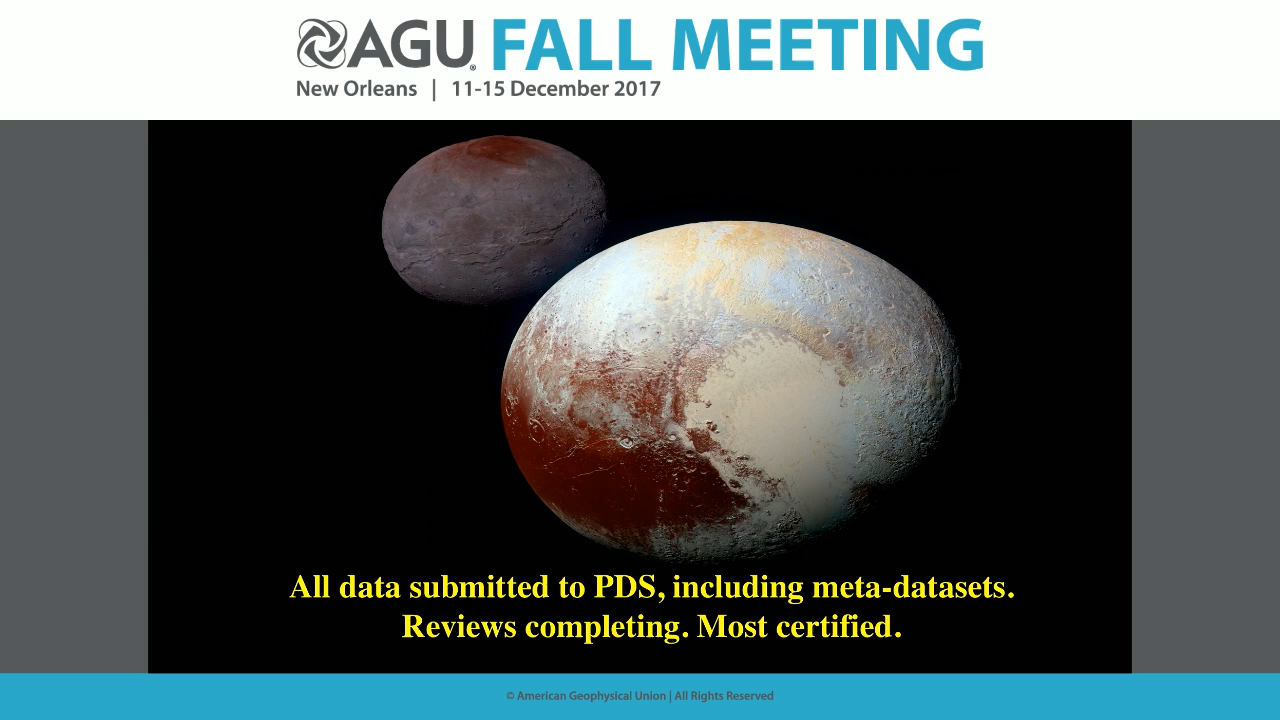 AGU FALL MEETING
New Orleans | 11-15 December 2017
All data submitted to PDS, including meta-datasets.
Reviews completing. Most certified.
© American Geophysical Union | All Rights Reserved